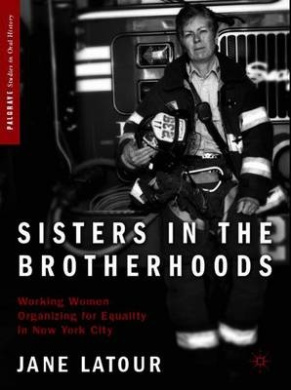 PALGRAVE Studies in Oral History
SISTERS IN THE
BROTHERHOODS
Working Women
Organizing for Equality
in New York City
JANE LATOUR